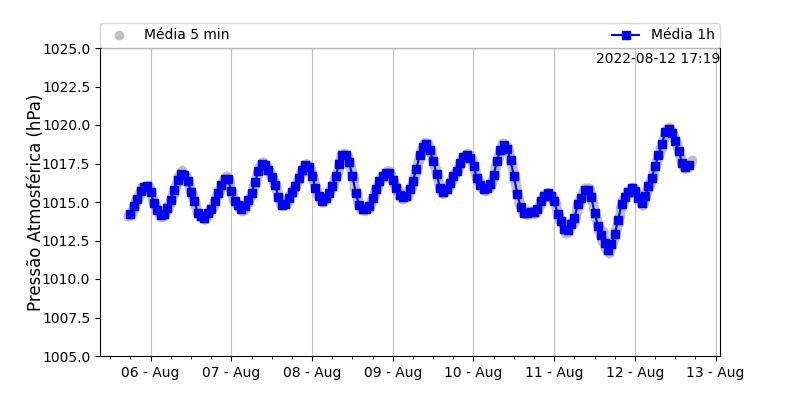 Média 5 min
Média 1h
2022-08-12 17:19
Pressão Atmosférica (hPa)
1025.0
1022.5
1020.0
1017.5
1015.0
1012.5
1010.0
1007.5
1005.0
06 - Aug
07 - Aug
08 - Aug
09 - Aug
10 - Aug
11 - Aug
12 - Aug
13 - Aug